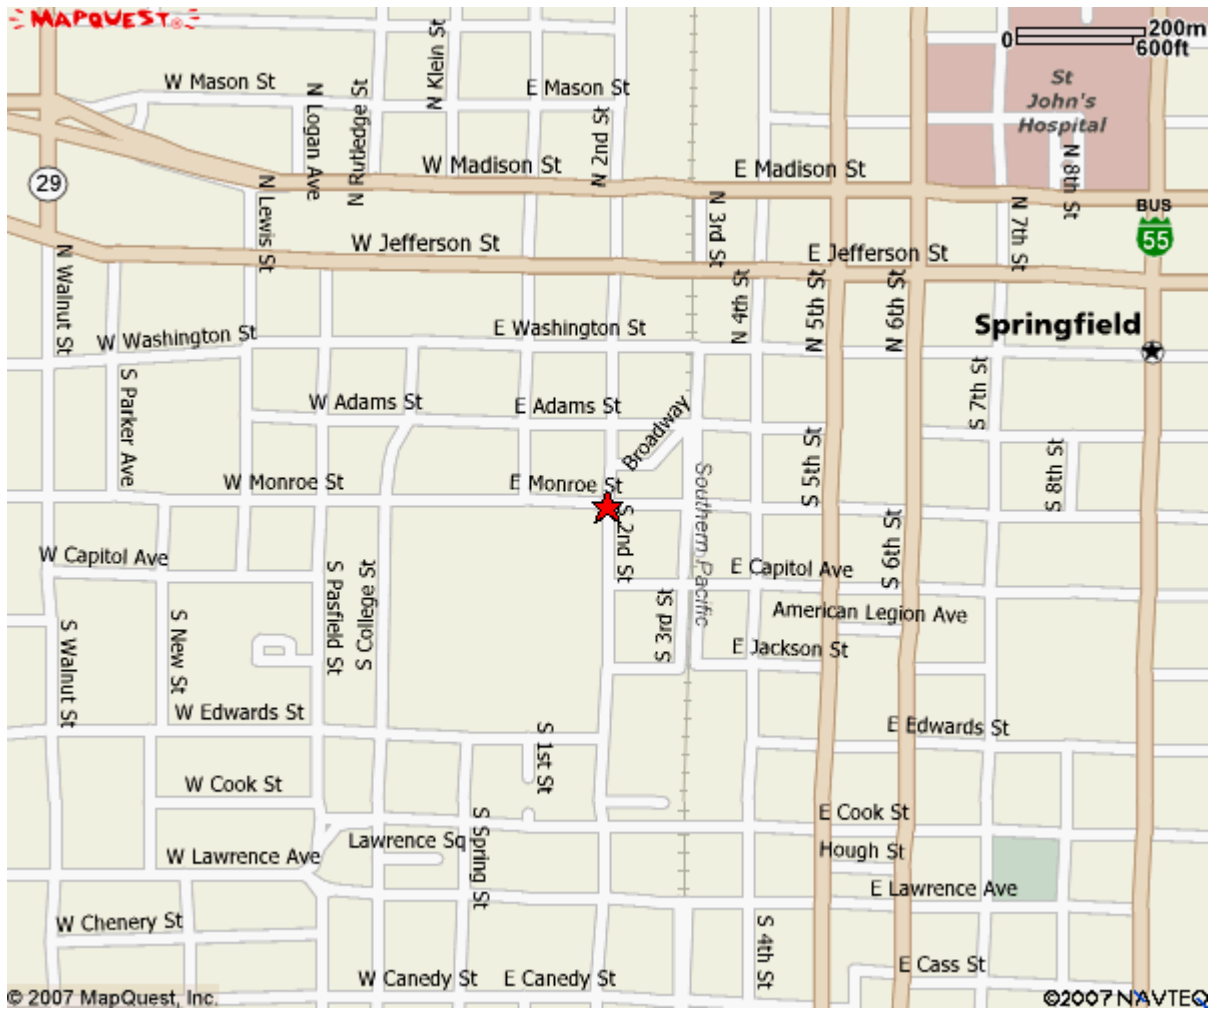 MAPQUEST
0 200m
600ft
St
John's
Hospital
W Mason St
E Mason St
N Klein St
N Logan Ave
N Rutledge St
N 2nd St
W Madison St
E Madison St
29
N 8th St
N Lewis St
N 3rd St
N 7th St
BUS
55
W Jefferson St
E Jefferson St
N Walnut St
N 4th St
N 5th St
N 6th St
Springfield
W Washington St
E Washington St
S Parker Ave
S 7th St
W Adams St
E Adams St
Broadway
S 5th St
S 8th St
W Monroe St
E Monroe St
Southern Pacific
S 2nd St
S 6th St
W Capitol Ave
E Capitol Ave
S Pasfield St
S College St
S 3rd St
American Legion Ave
S Walnut St
S New St
E Jackson St
W Edwards St
E Edwards St
S 1st St
W Cook St
E Cook St
S Spring St
Lawrence Sq
W Lawrence Ave
Hough St
E Lawrence Ave
W Chenery St
S 4th St
W Canedy St
E Canedy St
E Cass St
© 2007 MapQuest, Inc.
©2007 NAVTEQ